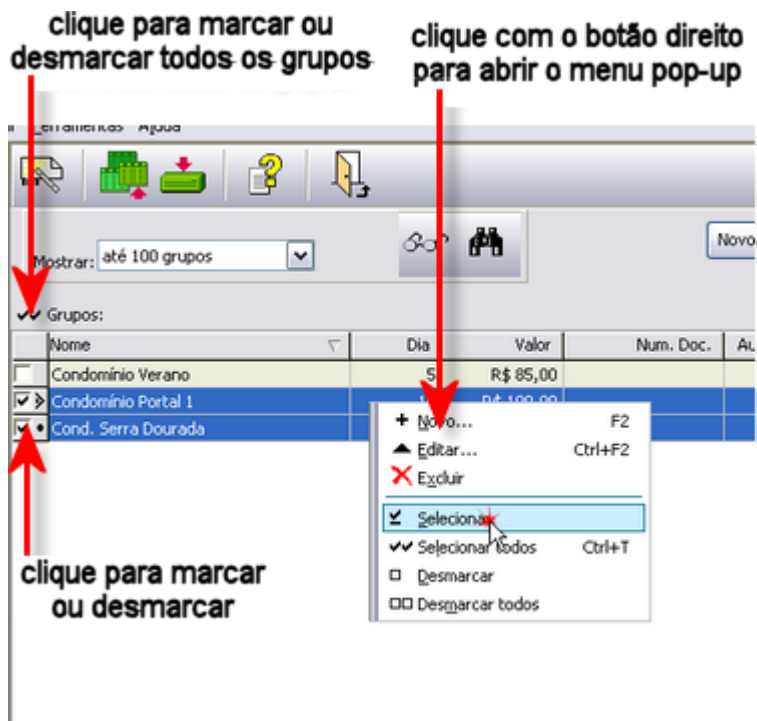 clique para marcar ou
desmarcar todos os grupos
clique com o botão direito
para abrir o menu pop-up
Ferramentas Ajuda
Mostrar: até 100 grupos
Novo
Grupos:
Nome Dia Valor Num. Doc. Au
Condomínio Verano 5 R$ 85,00
Condomínio Portal 1
Cond. Serra Dourada
Novo... F2
Editar... Ctrl+F2
Excluir
Selecionar
Selecionar todos Ctrl+T
Desmarcar
Desmarcar todos
clique para marcar
ou desmarcar